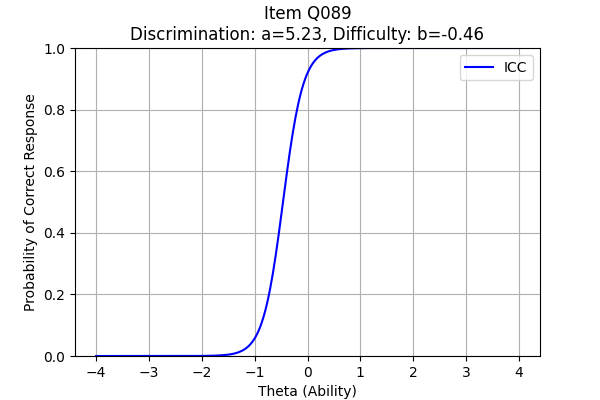 Item Q089
Discrimination: a=5.23, Difficulty: b=-0.46
ICC
Probability of Correct Response
1.0
0.8
0.6
0.4
0.2
0.0
−4 −3 −2 −1 0 1 2 3 4
Theta (Ability)